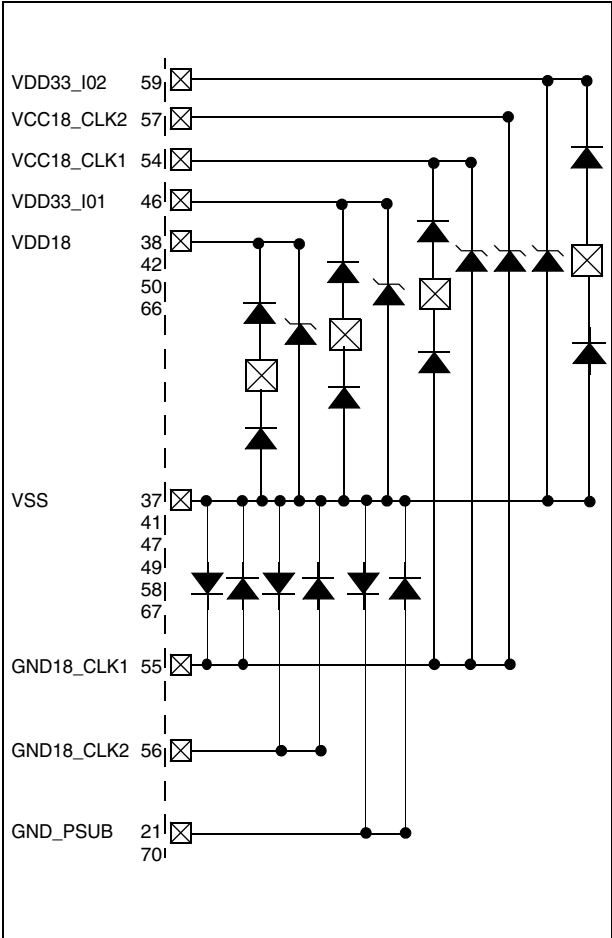 VDD33_I02 59
VCC18_CLK2 57
VCC18_CLK1 54
VDD33_I01 46
VDD18 38
42
50
66
VSS 37
41
47
49
58
67
GND18_CLK1 55
GND18_CLK2 56
GND_PSUB 21
70